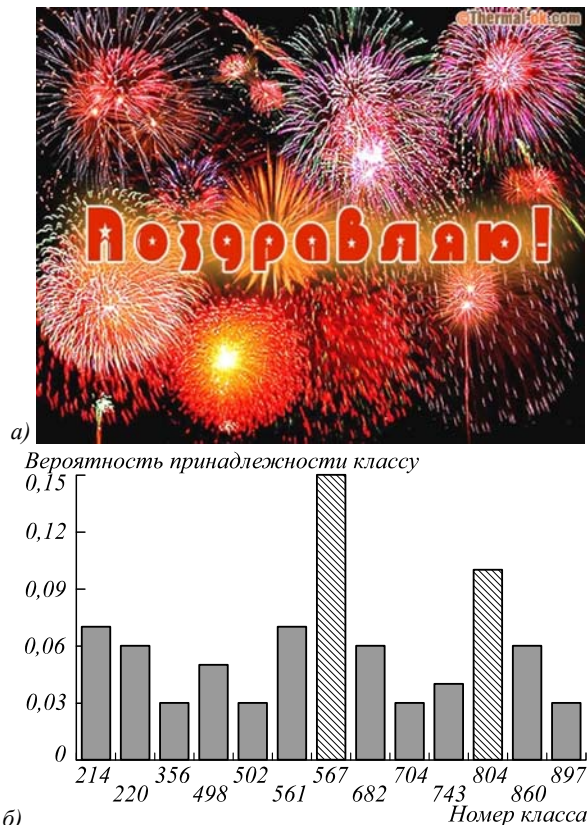 ©Thermal-ok.com
Поздравляю!
а)
Вероятность принадлежности классу
0,15
0,12
0,09
0,06
0,03
0
214 356 502 567 704 804 897
220 498 561 682 743 860
Номер класса
б)